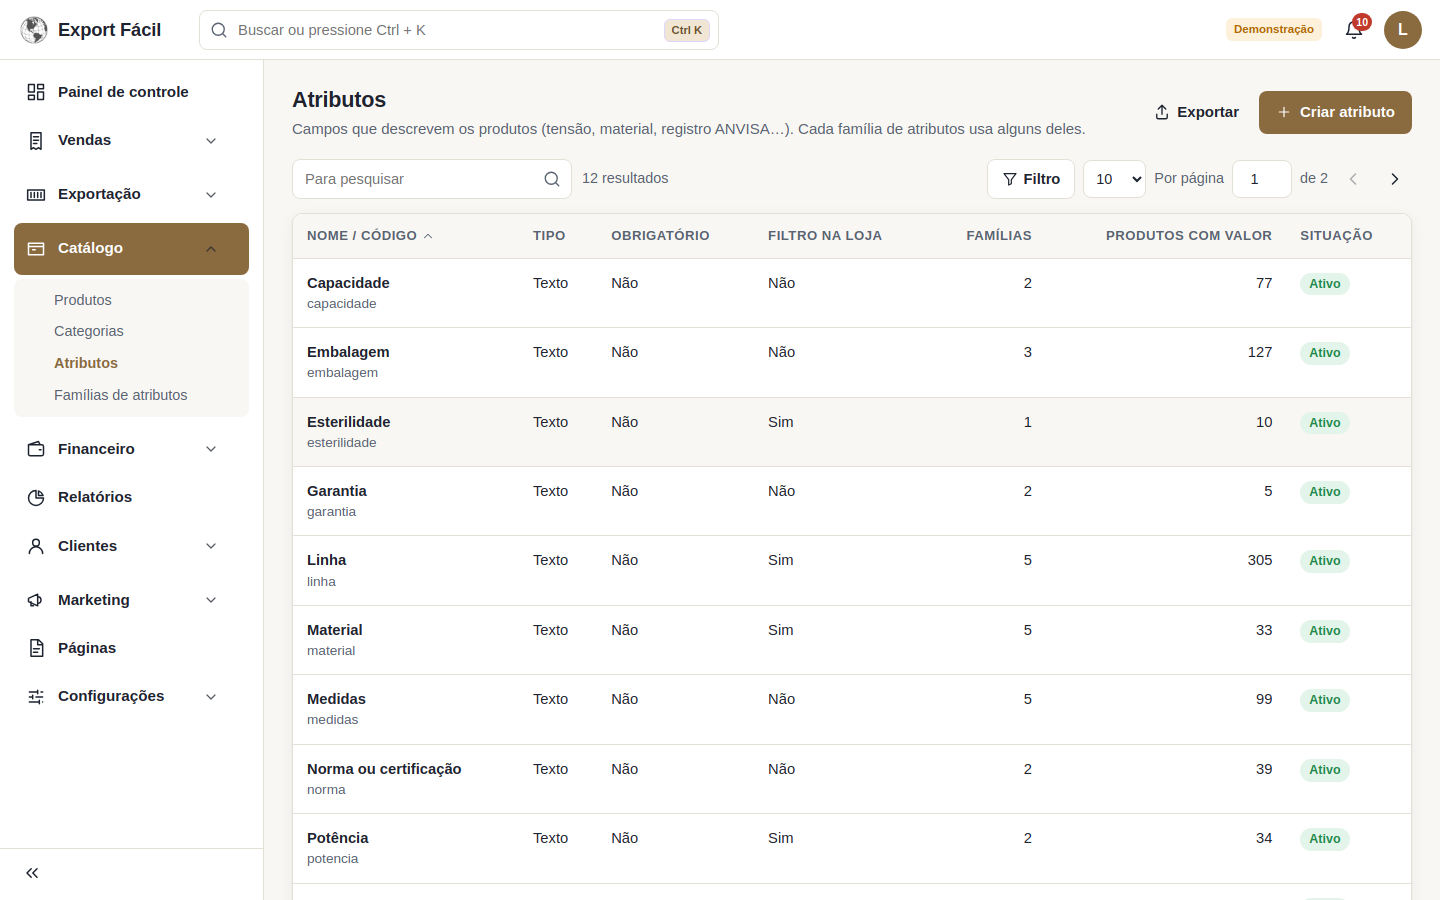 Export Fácil
Buscar ou pressione Ctrl + K
Ctrl K
Demonstração
10
L
Painel de controle
Vendas
Exportação
Catálogo
Produtos
Categorias
Atributos
Famílias de atributos
Financeiro
Relatórios
Clientes
Marketing
Páginas
Configurações
Atributos
Campos que descrevem os produtos (tensão, material, registro ANVISA…). Cada família de atributos usa alguns deles.
Exportar
Criar atributo
Para pesquisar
12 resultados
Filtro
10
Por página
1
de 2
NOME / CÓDIGO TIPO OBRIGATÓRIO FILTRO NA LOJA FAMÍLIAS PRODUTOS COM VALOR SITUAÇÃO
Capacidade Texto Não Não 2 77 Ativo
capacidade
Embalagem Texto Não Não 3 127 Ativo
embalagem
Esterilidade Texto Não Sim 1 10 Ativo
esterilidade
Garantia Texto Não Não 2 5 Ativo
garantia
Linha Texto Não Sim 5 305 Ativo
linha
Material Texto Não Sim 5 33 Ativo
material
Medidas Texto Não Não 5 99 Ativo
medidas
Norma ou certificação Texto Não Não 2 39 Ativo
norma
Potência Texto Não Sim 2 34 Ativo
potencia